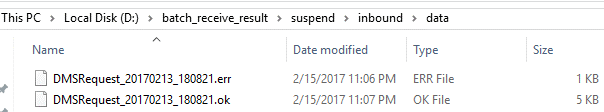 This PC › Local Disk (D:) › batch_receive_result › suspend › inbound › data
Name Date modified Type Size
DMSRequest_20170213_180821.err 2/15/2017 11:06 PM ERR File 1 KB
DMSRequest_20170213_180821.ok 2/15/2017 11:07 PM OK File 5 KB